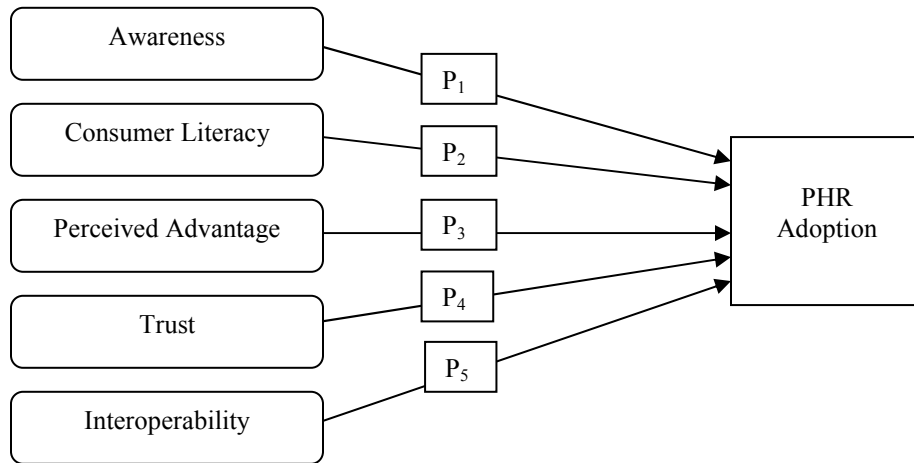 Awareness
P₁
Consumer Literacy
P₂
Perceived Advantage
P₃
PHR
Adoption
Trust
P₄
Interoperability
P₅